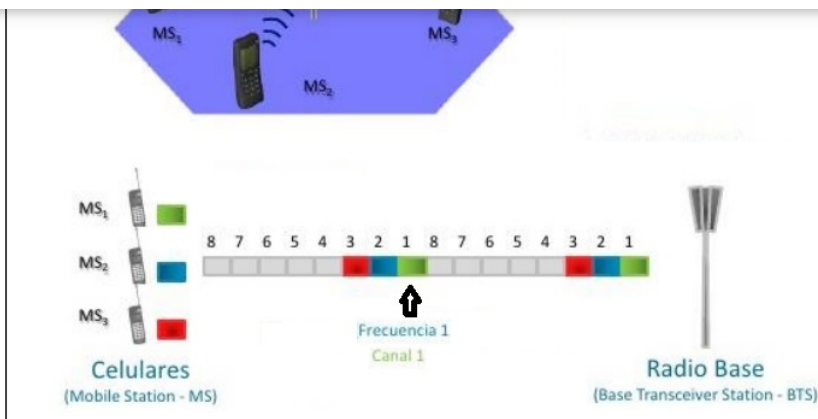 MS₁
MS₃
MS₂
MS₁
MS₂
MS₃
8 7 6 5 4 3 2 1 8 7 6 5 4 3 2 1
Frecuencia 1
Canal 1
Celulares
(Mobile Station - MS)
Radio Base
(Base Transceiver Station - BTS)